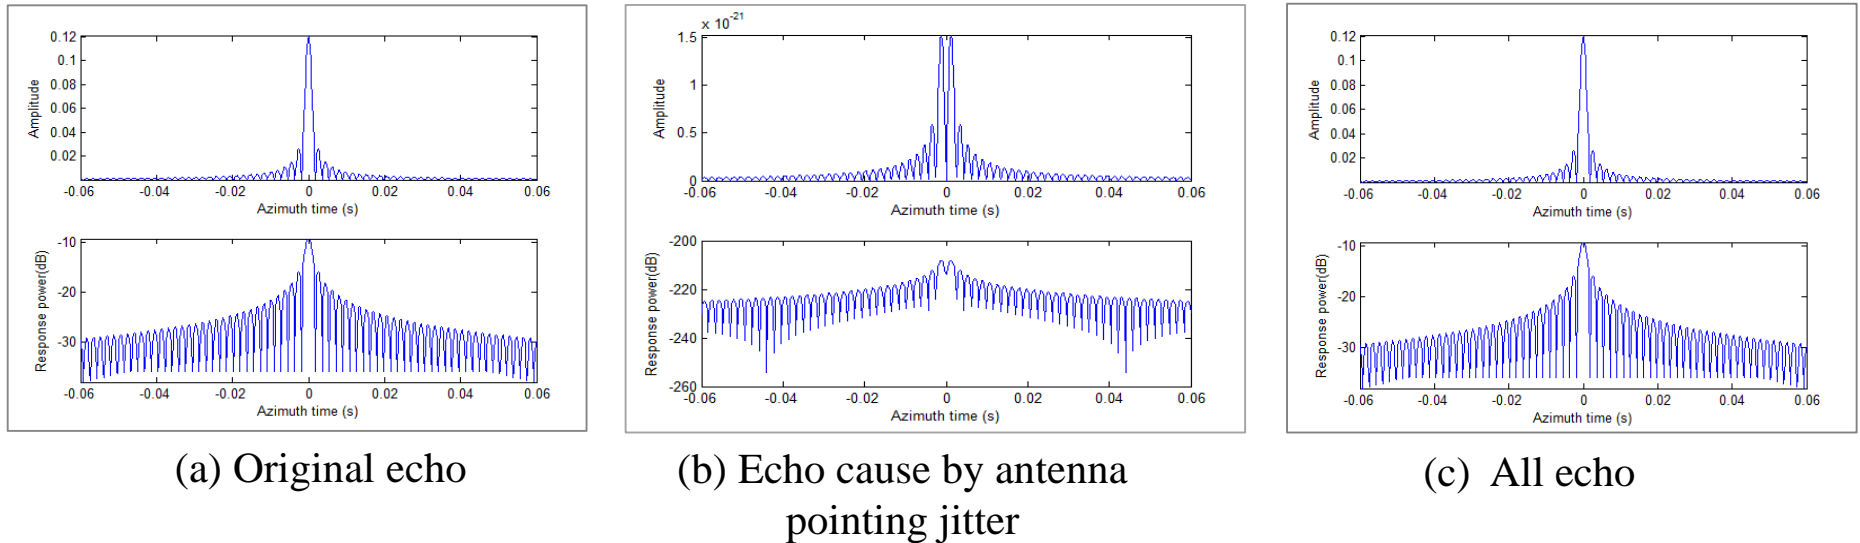 0.12
0.1
0.08
0.06
0.04
0.02
Amplitude
-0.06 -0.04 -0.02 0 0.02 0.04 0.06
Azimuth time (s)
-10
-20
-30
Response power(dB)
-0.06 -0.04 -0.02 0 0.02 0.04 0.06
Azimuth time (s)
(a) Original echo
x 10-21
1.5
1
0.5
0
Amplitude
-0.06 -0.04 -0.02 0 0.02 0.04 0.06
Azimuth time (s)
-200
-220
-240
-260
Response power(dB)
-0.06 -0.04 -0.02 0 0.02 0.04 0.06
Azimuth time (s)
(b) Echo cause by antenna
pointing jitter
0.12
0.1
0.08
0.06
0.04
0.02
Amplitude
-0.06 -0.04 -0.02 0 0.02 0.04 0.06
Azimuth time (s)
-10
-20
-30
Response power(dB)
-0.06 -0.04 -0.02 0 0.02 0.04 0.06
Azimuth time (s)
(c) All echo